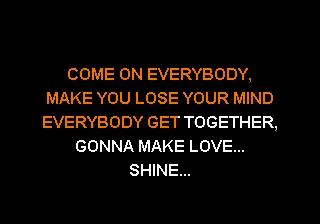 COME ON EVERYBODY,
MAKE YOU LOSE YOUR MIND
EVERYBODY GET TOGETHER,
GONNA MAKE LOVE...
SHINE...